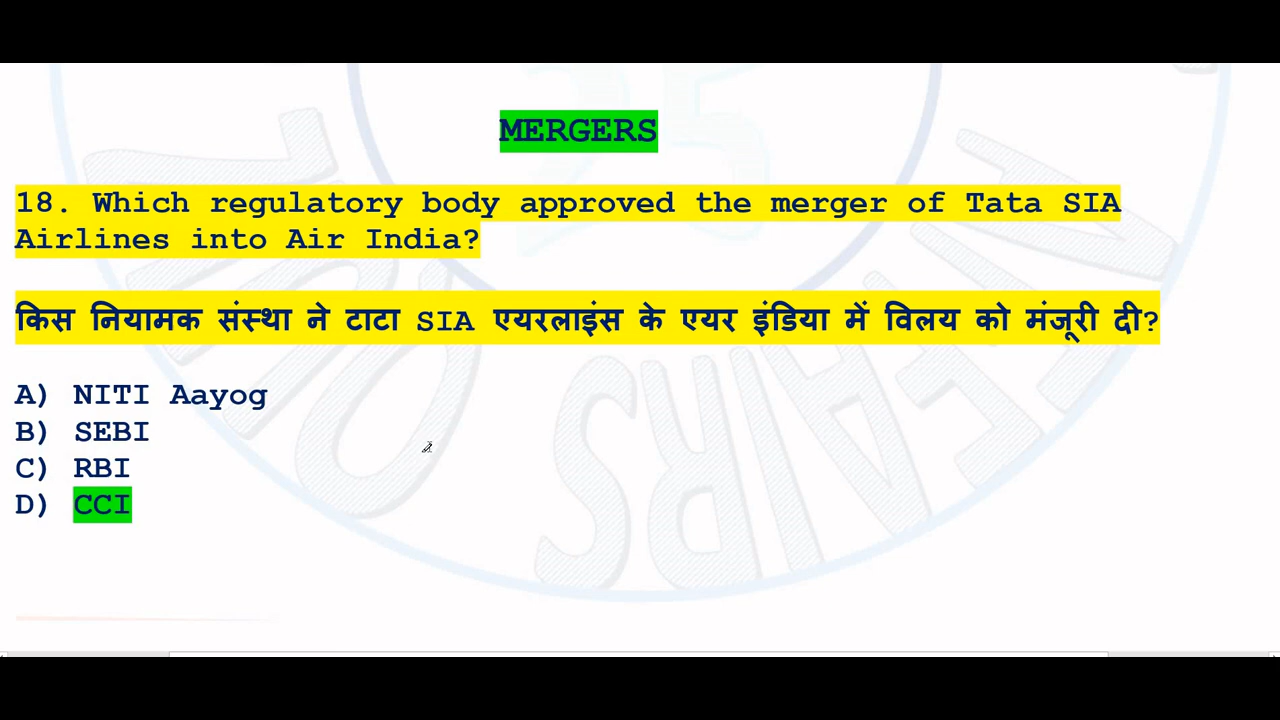 MERGERS
18. Which regulatory body approved the merger of Tata SIA
Airlines into Air India?
किस नियामक संस्था ने टाटा SIA एयरलाइंस के एयर इंडिया में विलय को मंजूरी दी?
A) NITI Aayog
B) SEBI
C) RBI
D) CCI